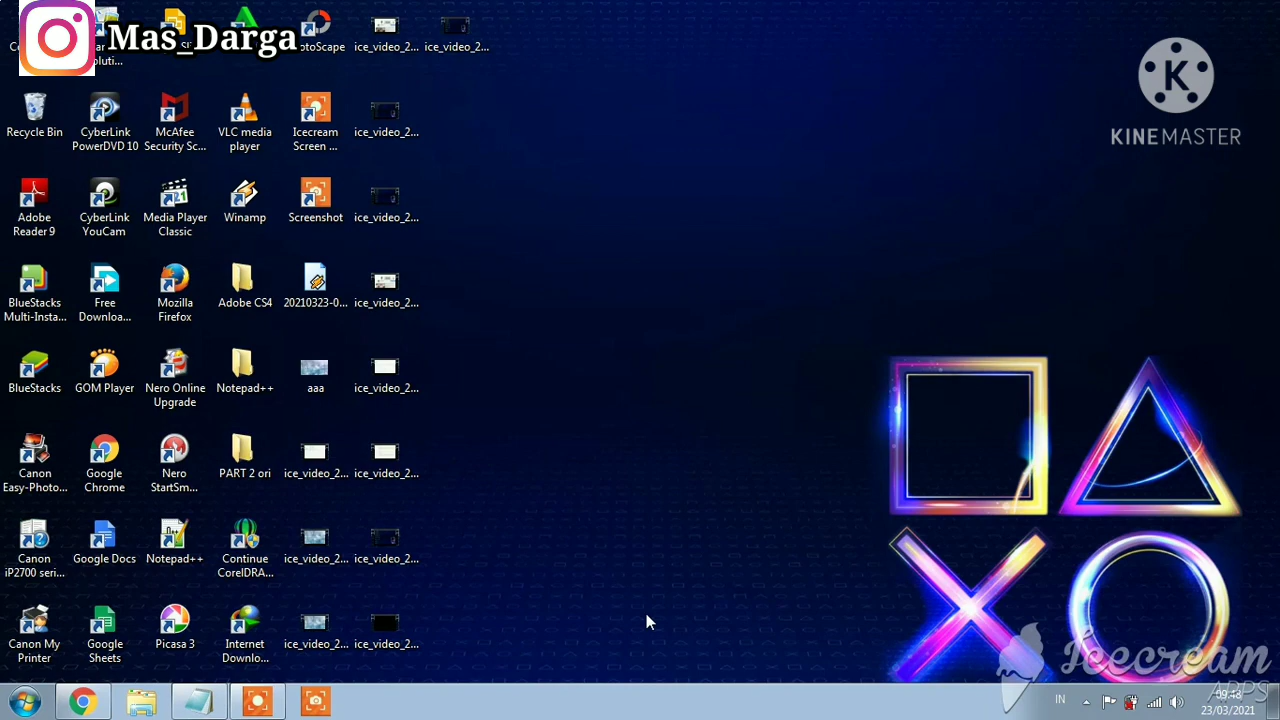 Mas_Darga
otoScape
ice_video_2...
ice_video_2...
oluti...
K
KINEMASTER
Recycle Bin
CyberLink
PowerDVD 10
McAfee
Security Sc...
VLC media
player
Icecream
Screen ...
ice_video_2...
Adobe
Reader 9
CyberLink
YouCam
Media Player
Classic
Winamp
Screenshot
ice_video_2...
BlueStacks
Multi-Insta...
Free
Downloa...
Mozilla
Firefox
Adobe CS4
20210323-0...
ice_video_2...
BlueStacks
GOM Player
Nero Online
Upgrade
Notepad++
aaa
ice_video_2...
Canon
Easy-Photo...
Google
Chrome
Nero
StartSm...
PART 2 ori
ice_video_2...
ice_video_2...
Canon
iP2700 seri...
Google Docs
Notepad++
Continue
CorelDRA...
ice_video_2...
ice_video_2...
Canon My
Printer
Google
Sheets
Picasa 3
Internet
Downlo...
ice_video_2...
ice_video_2...
Icecream
APPS
IN
09:48
23/03/2021